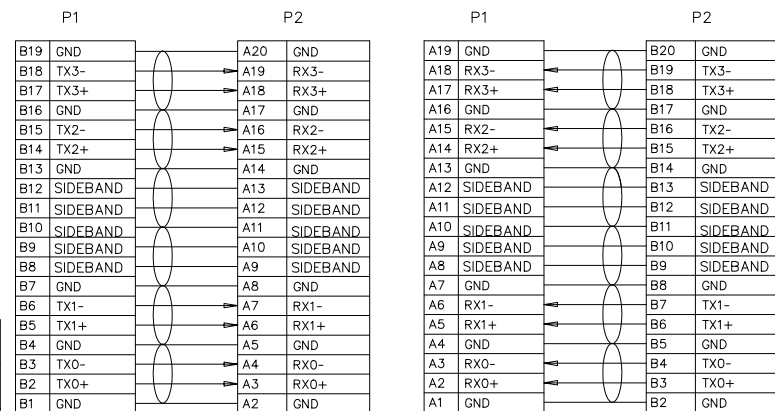 P1 P2 P1 P2
B19 GND A20 GND A19 GND B20 GND
B18 TX3- A19 RX3- A18 RX3- B19 TX3-
B17 TX3+ A18 RX3+ A17 RX3+ B18 TX3+
B16 GND A17 GND A16 GND B17 GND
B15 TX2- A16 RX2- A15 RX2- B16 TX2-
B14 TX2+ A15 RX2+ A14 RX2+ B15 TX2+
B13 GND A14 GND A13 GND B14 GND
B12 SIDEBAND A13 SIDEBAND A12 SIDEBAND B13 SIDEBAND
B11 SIDEBAND A12 SIDEBAND A11 SIDEBAND B12 SIDEBAND
B10 SIDEBAND A11 SIDEBAND A10 SIDEBAND B11 SIDEBAND
B9 SIDEBAND A10 SIDEBAND A9 SIDEBAND B10 SIDEBAND
B8 SIDEBAND A9 SIDEBAND A8 SIDEBAND B9 SIDEBAND
B7 GND A8 GND A7 GND B8 GND
B6 TX1- A7 RX1- A6 RX1- B7 TX1-
B5 TX1+ A6 RX1+ A5 RX1+ B6 TX1+
B4 GND A5 GND A4 GND B5 GND
B3 TX0- A4 RX0- A3 RX0- B4 TX0-
B2 TX0+ A3 RX0+ A2 RX0+ B3 TX0+
B1 GND A2 GND A1 GND B2 GND